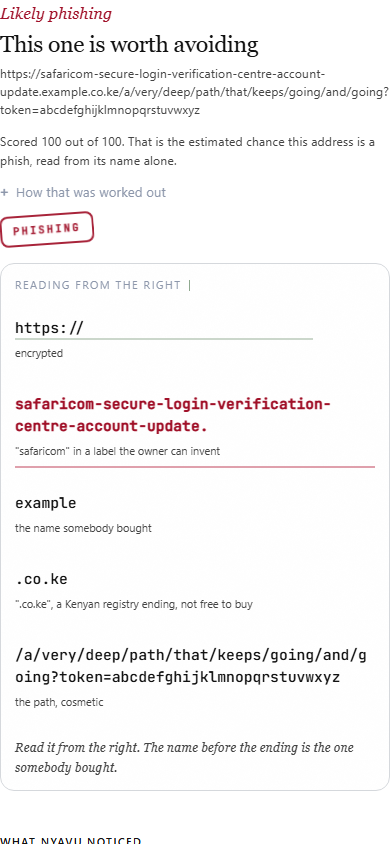 Likely phishing
This one is worth avoiding
https://safaricom-secure-login-verification-centre-account-
update.example.co.ke/a/very/deep/path/that/keeps/going/and/going?
token=abcdefghijklmnopqrstuvwxyz
Scored 100 out of 100. That is the estimated chance this address is a
phish, read from its name alone.
+ How that was worked out
PHISHING
READING FROM THE RIGHT |
https://
encrypted
safaricom-secure-login-verification-
centre-account-update.
"safaricom" in a label the owner can invent
example
the name somebody bought
.co.ke
".co.ke", a Kenyan registry ending, not free to buy
/a/very/deep/path/that/keeps/going/and/g
oing?token=abcdefghijklmnopqrstuvwxyz
the path, cosmetic
Read it from the right. The name before the ending is the one
somebody bought.
WHAT NYAVU NOTICED